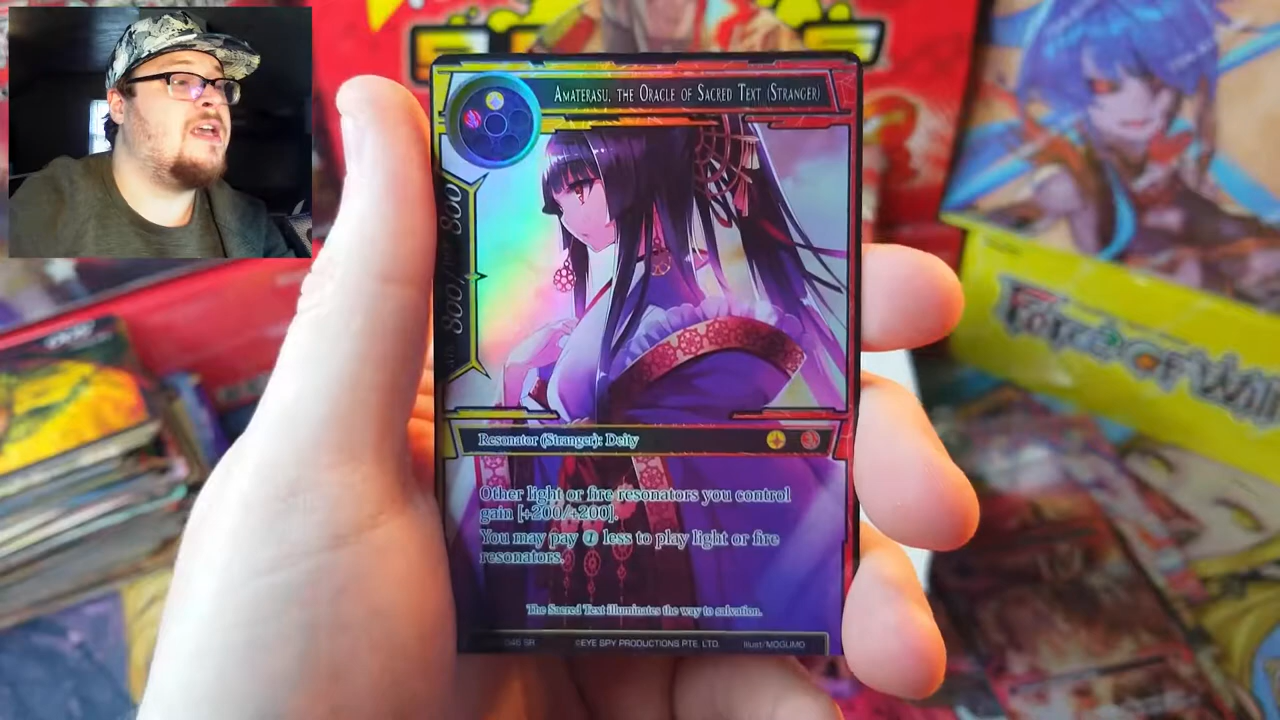 AMATERASU, THE ORACLE OF SACRED TEXT (STRANGER)
800
800
Resonator (Stranger): Deity
Other light or fire resonators you control
gain [+200/+200].
You may pay 1 less to play light or fire
resonators.
The Sacred Text illuminates the way to salvation.
046 SR ©EYE SPY PRODUCTIONS PTE. LTD. Illust/MOGUMO
FORCE OF WILL